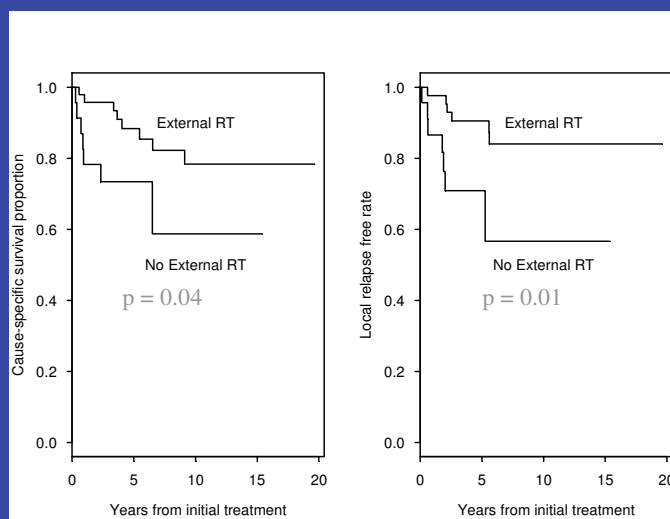 Cause-specific survival proportion
1.0
0.8
0.6
0.4
0.2
0.0
External RT
No External RT
p = 0.04
0 5 10 15 20
Years from initial treatment
Local relapse free rate
1.0
0.8
0.6
0.4
0.2
0.0
External RT
No External RT
p = 0.01
0 5 10 15 20
Years from initial treatment